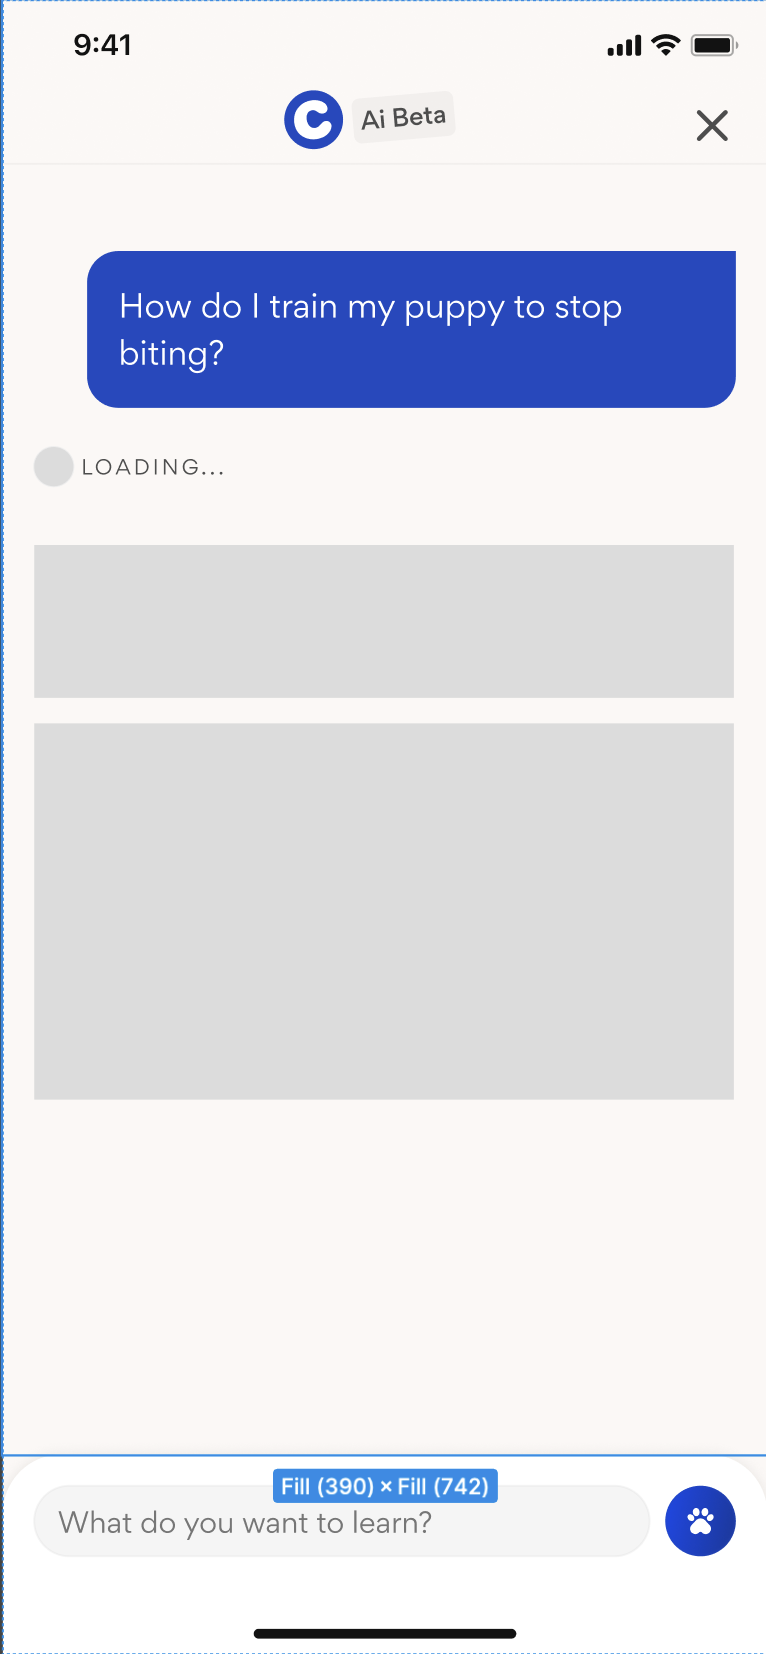 9:41
C Ai Beta
How do I train my puppy to stop
biting?
LOADING...
Fill (390) × Fill (742)
What do you want to learn?